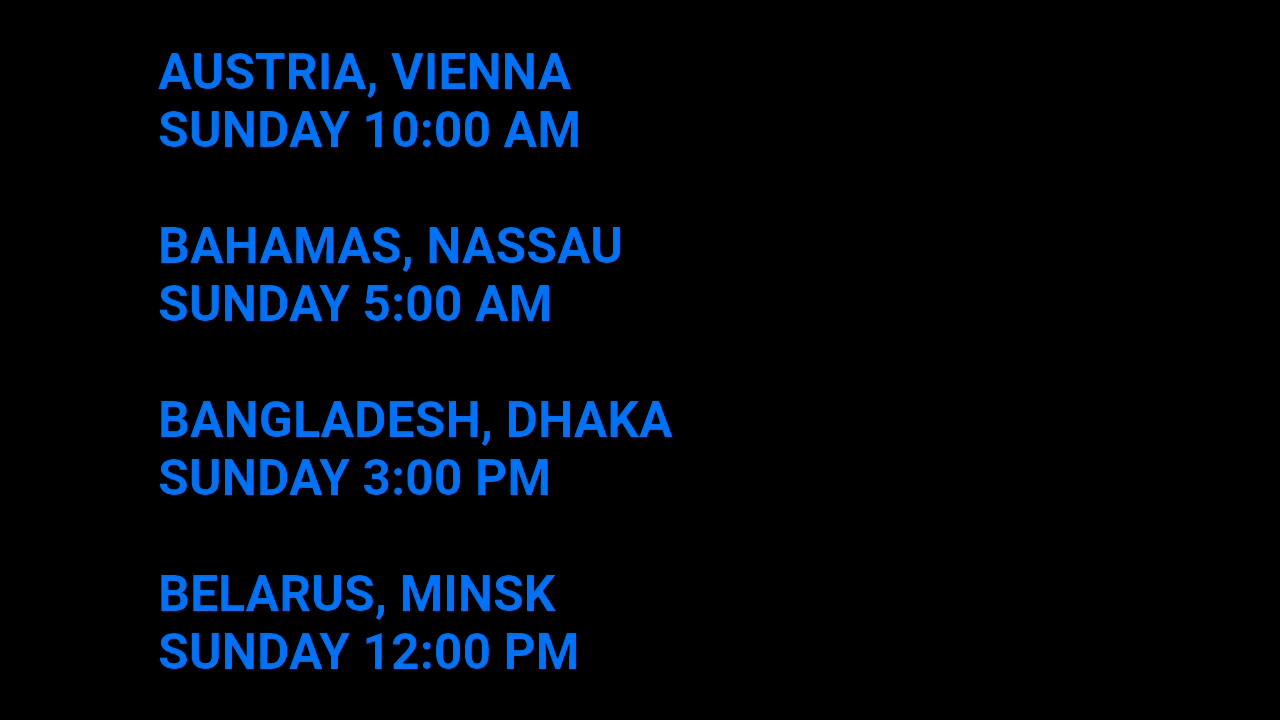 AUSTRIA, VIENNA
SUNDAY 10:00 AM
BAHAMAS, NASSAU
SUNDAY 5:00 AM
BANGLADESH, DHAKA
SUNDAY 3:00 PM
BELARUS, MINSK
SUNDAY 12:00 PM